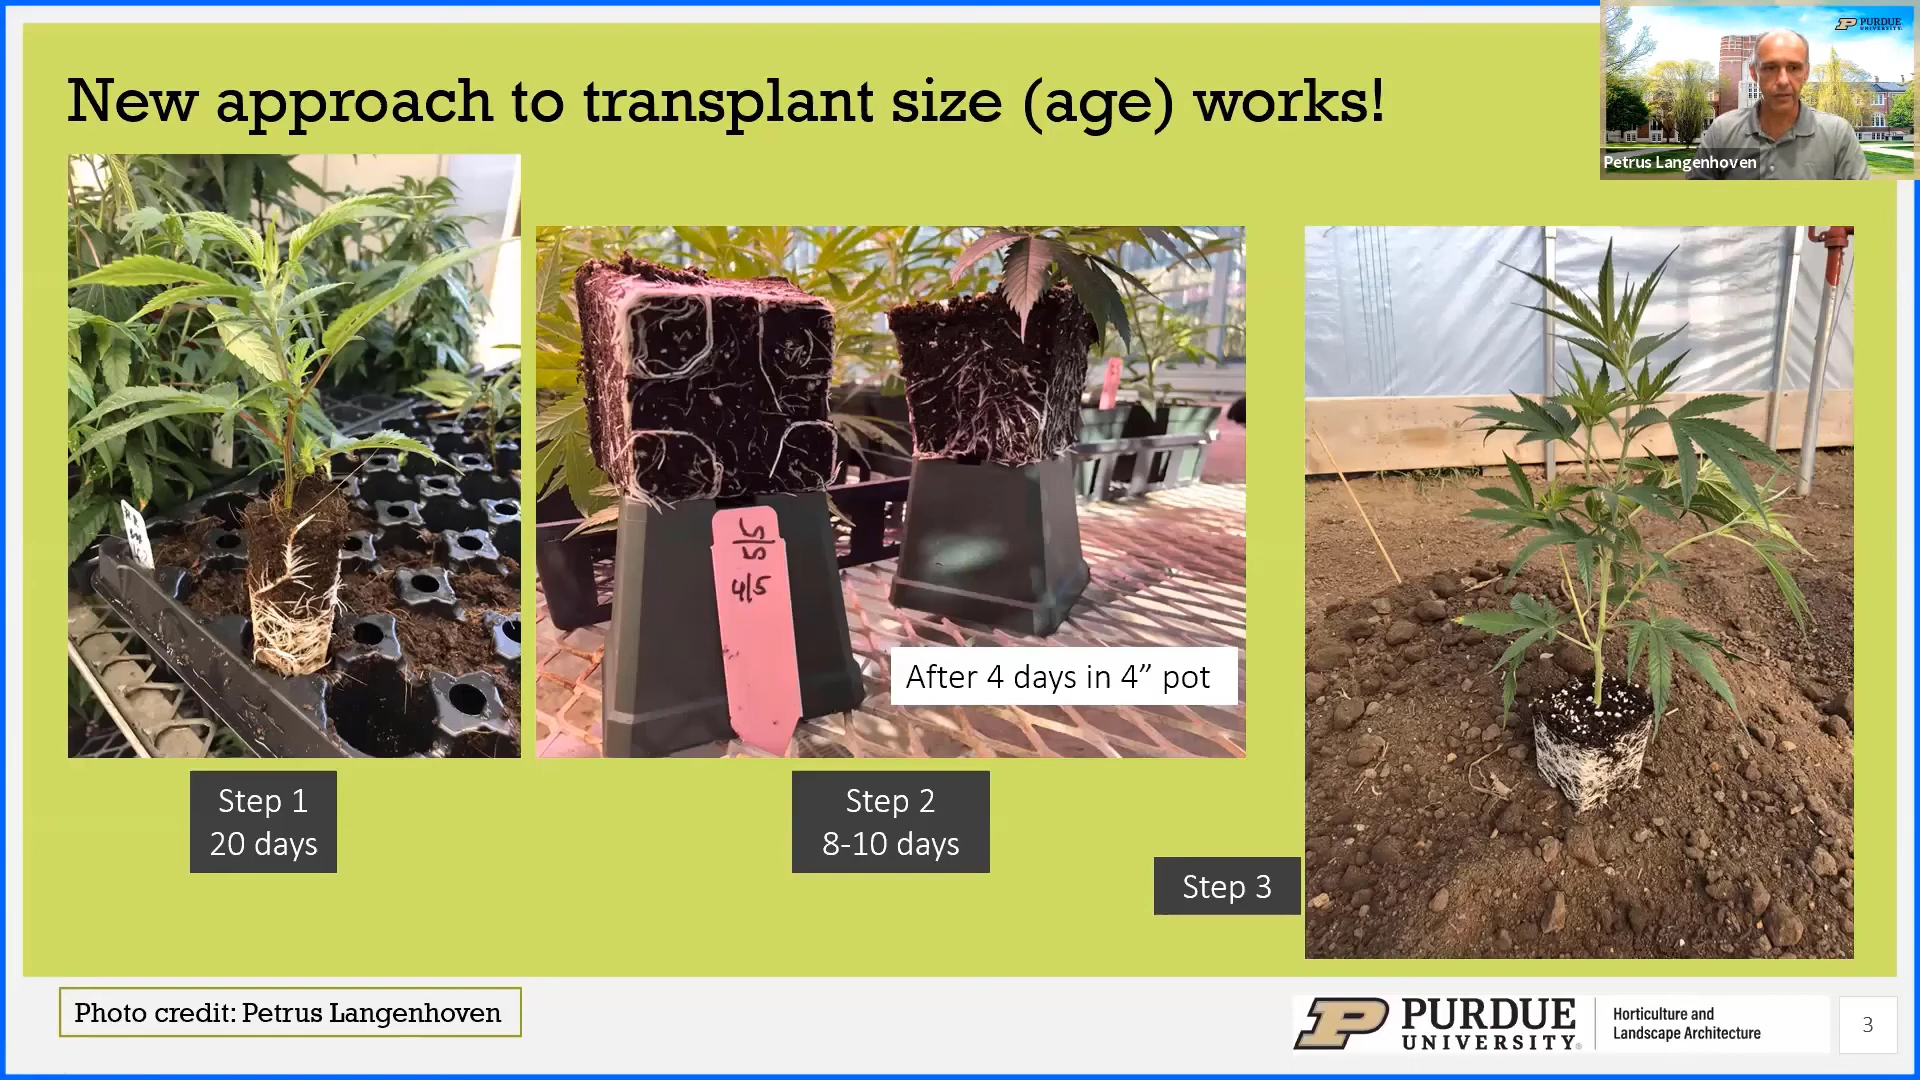 New approach to transplant size (age) works!
PURDUE
UNIVERSITY
Petrus Langenhoven
5/5
4/5
After 4 days in 4” pot
Step 1
20 days
Step 2
8-10 days
Step 3
Photo credit: Petrus Langenhoven
PURDUE
UNIVERSITY®
Horticulture and
Landscape Architecture
3